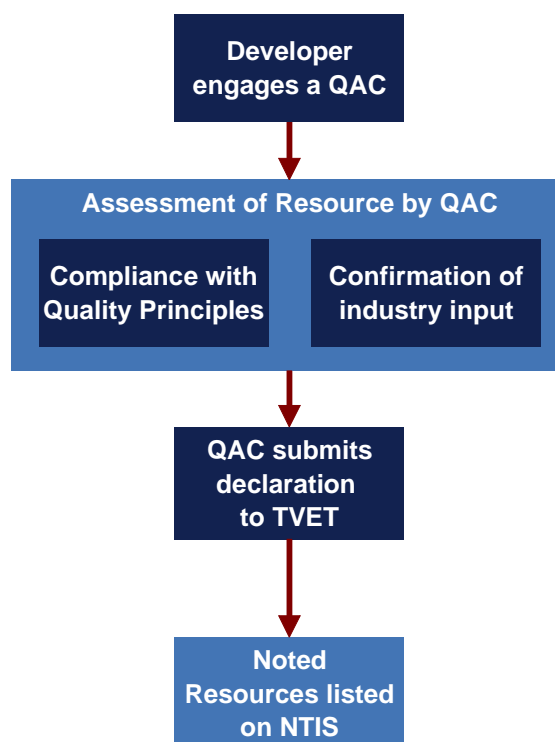 Developer
engages a QAC
Assessment of Resource by QAC
Compliance with
Quality Principles
Confirmation of
industry input
QAC submits
declaration
to TVET
Noted
Resources listed
on NTIS